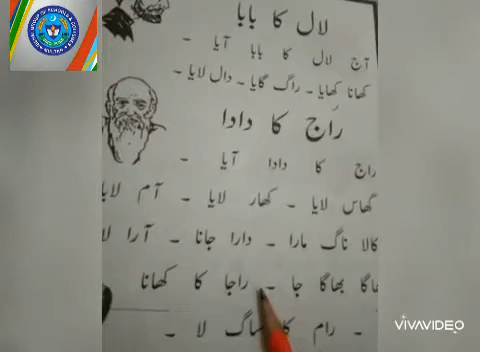 لال کا بابا
آج لال کا بابا آیا ۔
کھانا کھایا ۔ راگ گایا ۔ دال لایا ۔
راج کا دادا
راج کا دادا آیا ۔
گھاس لایا ۔ کھار لایا ۔ آم لایا
کالا ناگ مارا ۔ دارا جانا ۔ آرا لا
بھاگا جا ۔ راجا کا کھانا
۔ رام کا ساگ لا ۔
VIVAVIDEO